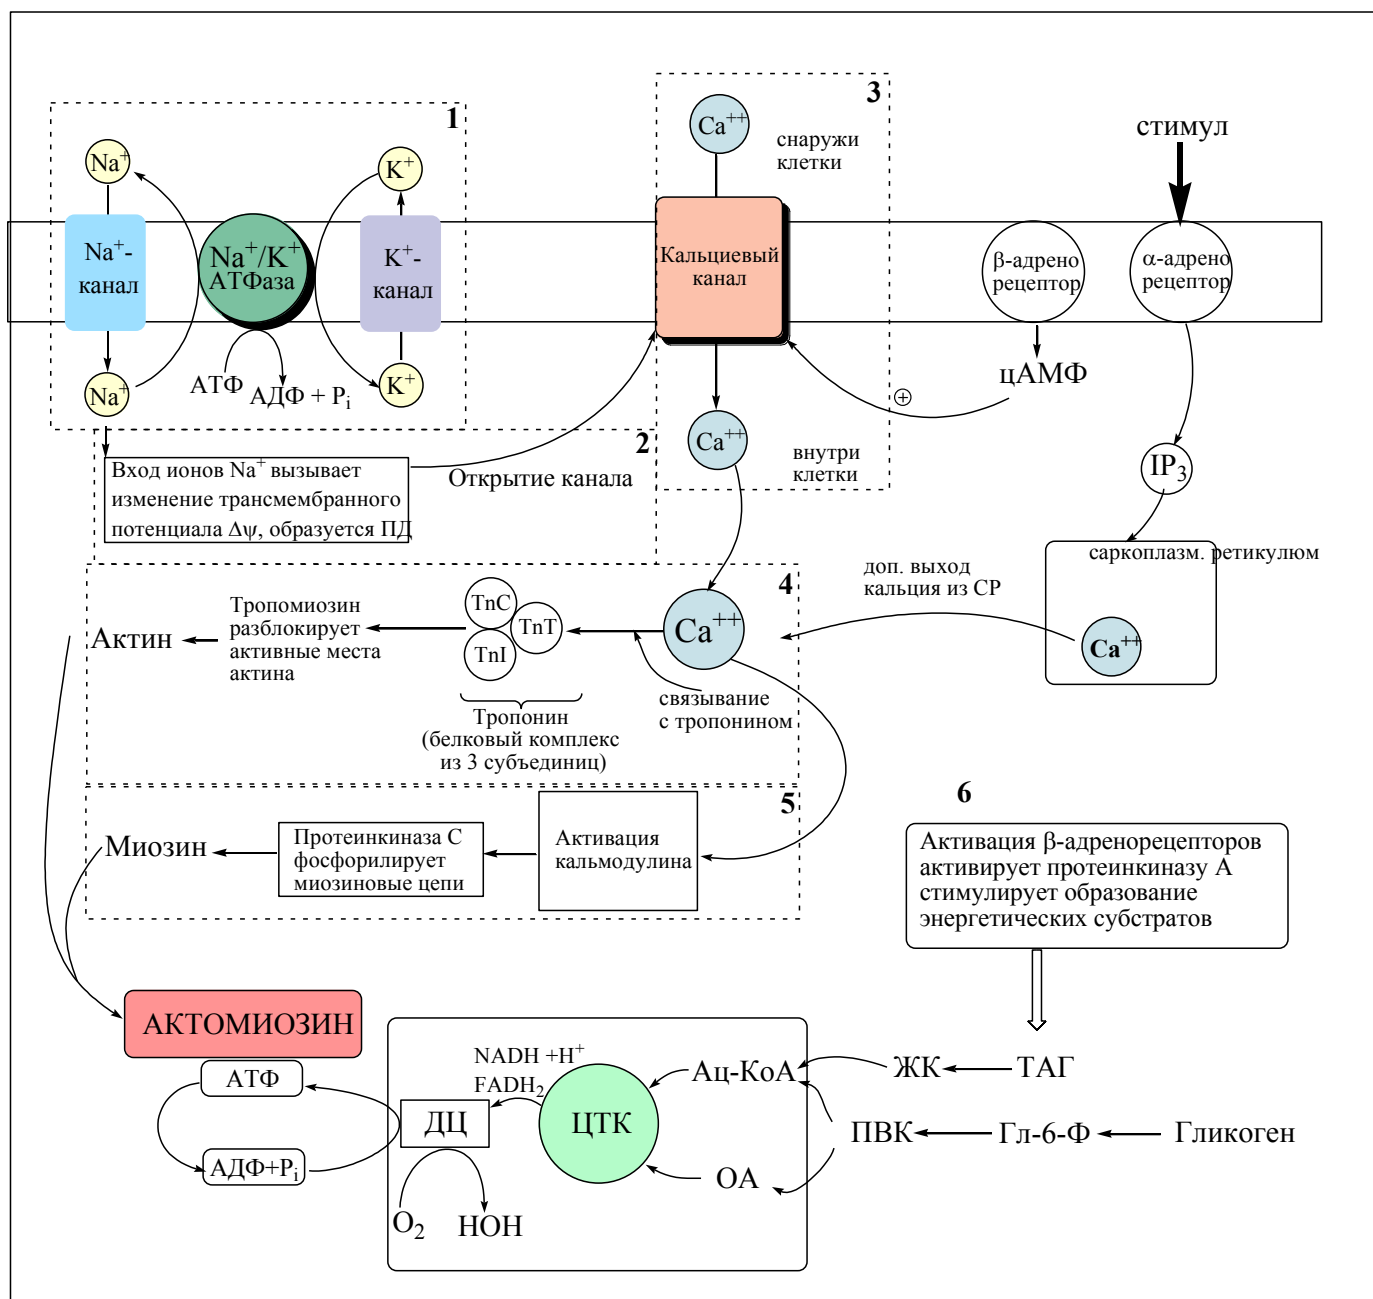 1
Na⁺
K⁺
Na⁺-
канал
Na⁺/K⁺
АТФаза
K⁺-
канал
Na⁺
АТФ
АДФ + Pᵢ
K⁺
3
Ca⁺⁺
снаружи
клетки
Кальциевый
канал
Ca⁺⁺
внутри
клетки
стимул
β-адрено
рецептор
α-адрено
рецептор
цАМФ
⊕
IP₃
2
Вход ионов Na⁺ вызывает
изменение трансмембранного
потенциала Δψ, образуется ПД
Открытие канала
саркоплазм. ретикулюм
Ca⁺⁺
доп. выход
кальция из СР
4
Ca⁺⁺
связывание
с тропонином
TnC
TnT
TnI
Тропонин
(белковый комплекс
из 3 субъединиц)
Тропомиозин
разблокирует
активные места
актина
Актин
5
Активация
кальмодулина
Протеинкиназа С
фосфорилирует
миозиновые цепи
Миозин
6
Активация β-адренорецепторов
активирует протеинкиназу А
стимулирует образование
энергетических субстратов
АКТОМИОЗИН
АТФ
АДФ+Pᵢ
NADH +H⁺
FADH₂
ДЦ
ЦТК
O₂
HOH
Ац-КоА
ОА
ЖК
ТАГ
ПВК
Гл-6-Ф
Гликоген